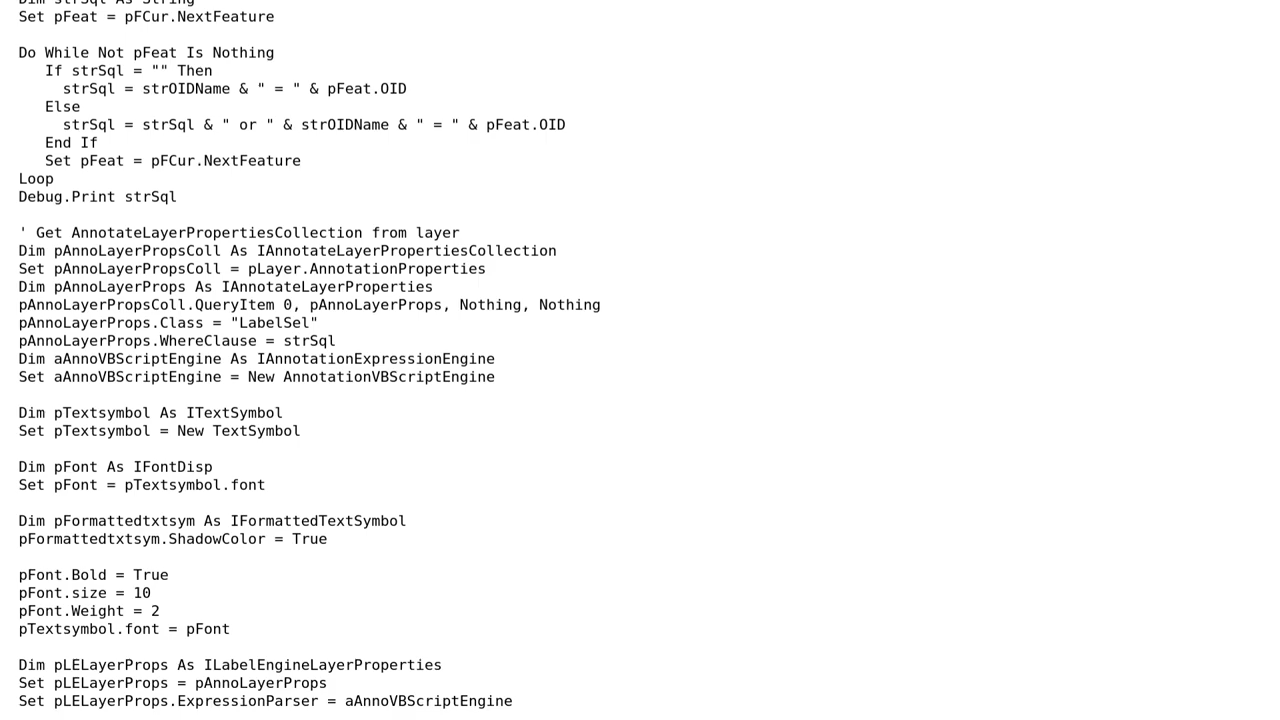 Dim strSql As String
Set pFeat = pFCur.NextFeature
Do While Not pFeat Is Nothing
If strSql = "" Then
strSql = strOIDName & " = " & pFeat.OID
Else
strSql = strSql & " or " & strOIDName & " = " & pFeat.OID
End If
Set pFeat = pFCur.NextFeature
Loop
Debug.Print strSql
' Get AnnotateLayerPropertiesCollection from layer
Dim pAnnoLayerPropsColl As IAnnotateLayerPropertiesCollection
Set pAnnoLayerPropsColl = pLayer.AnnotationProperties
Dim pAnnoLayerProps As IAnnotateLayerProperties
pAnnoLayerPropsColl.QueryItem 0, pAnnoLayerProps, Nothing, Nothing
pAnnoLayerProps.Class = "LabelSel"
pAnnoLayerProps.WhereClause = strSql
Dim aAnnoVBScriptEngine As IAnnotationExpressionEngine
Set aAnnoVBScriptEngine = New AnnotationVBScriptEngine
Dim pTextsymbol As ITextSymbol
Set pTextsymbol = New TextSymbol
Dim pFont As IFontDisp
Set pFont = pTextsymbol.font
Dim pFormattedtxtsym As IFormattedTextSymbol
pFormattedtxtsym.ShadowColor = True
pFont.Bold = True
pFont.size = 10
pFont.Weight = 2
pTextsymbol.font = pFont
Dim pLELayerProps As ILabelEngineLayerProperties
Set pLELayerProps = pAnnoLayerProps
Set pLELayerProps.ExpressionParser = aAnnoVBScriptEngine